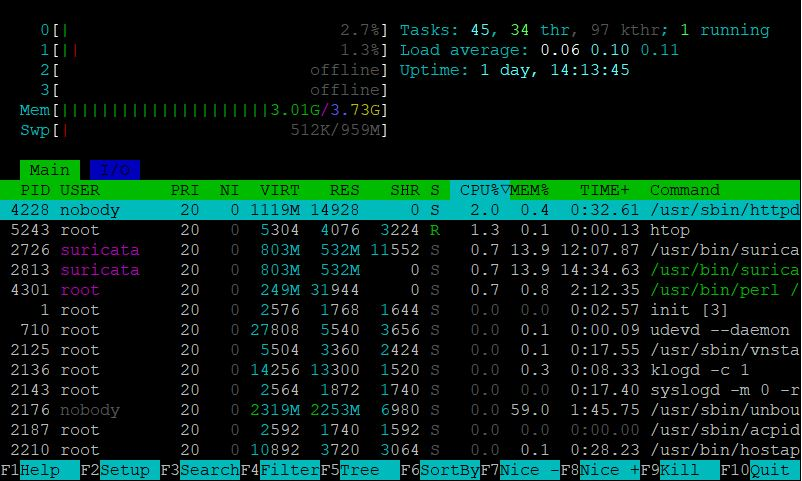 0[| 2.7%] Tasks: 45, 34 thr, 97 kthr; 1 running
1[|| 1.3%] Load average: 0.06 0.10 0.11
2[ offline] Uptime: 1 day, 14:13:45
3[ offline]
Mem[|||||||||||||||||||||3.01G/3.73G]
Swp[| 512K/959M]
Main I/O
PID USER PRI NI VIRT RES SHR S CPU%▽MEM% TIME+ Command
4228 nobody 20 0 1119M 14928 0 S 2.0 0.4 0:32.61 /usr/sbin/httpd
5243 root 20 0 5304 4076 3224 R 1.3 0.1 0:00.13 htop
2726 suricata 20 0 803M 532M 11552 S 0.7 13.9 12:07.87 /usr/bin/surica
2813 suricata 20 0 803M 532M 0 S 0.7 13.9 14:34.63 /usr/bin/surica
4301 root 20 0 249M 31944 0 S 0.7 0.8 2:12.35 /usr/bin/perl /
1 root 20 0 2576 1768 1644 S 0.0 0.0 0:02.57 init [3]
710 root 20 0 27808 5540 3656 S 0.0 0.1 0:00.09 udevd --daemon
2125 root 20 0 5504 3360 2424 S 0.0 0.1 0:17.55 /usr/sbin/vnsta
2136 root 20 0 14256 13300 1520 S 0.0 0.3 0:08.33 klogd -c 1
2143 root 20 0 2564 1872 1740 S 0.0 0.0 0:17.40 syslogd -m 0 -r
2176 nobody 20 0 2319M 2253M 6980 S 0.0 59.0 1:45.75 /usr/sbin/unbou
2187 root 20 0 2592 1740 1592 S 0.0 0.0 0:00.00 /usr/sbin/acpid
2210 root 20 0 10892 3720 3064 S 0.0 0.1 0:28.23 /usr/bin/hostap
F1Help F2Setup F3SearchF4FilterF5Tree F6SortByF7Nice -F8Nice +F9Kill F10Quit